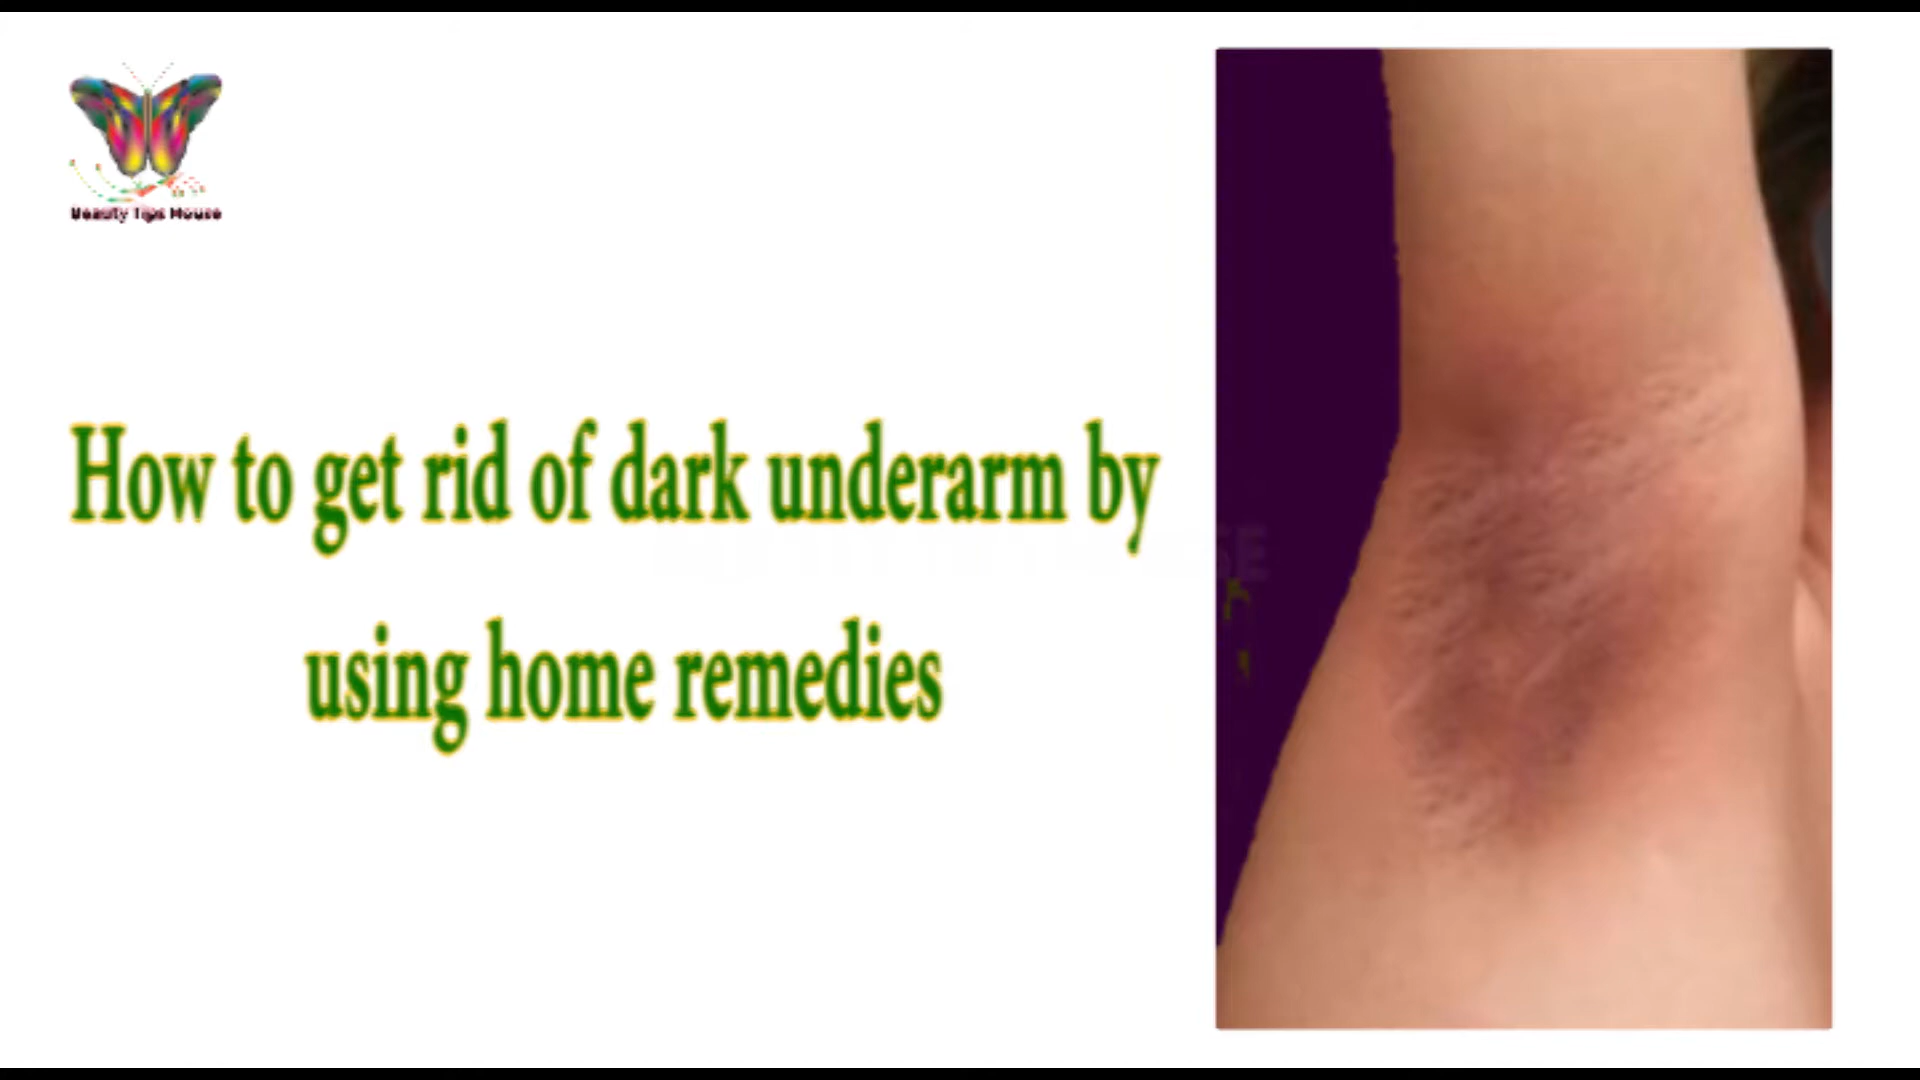 Beauty Tips House
How to get rid of dark underarm by
using home remedies